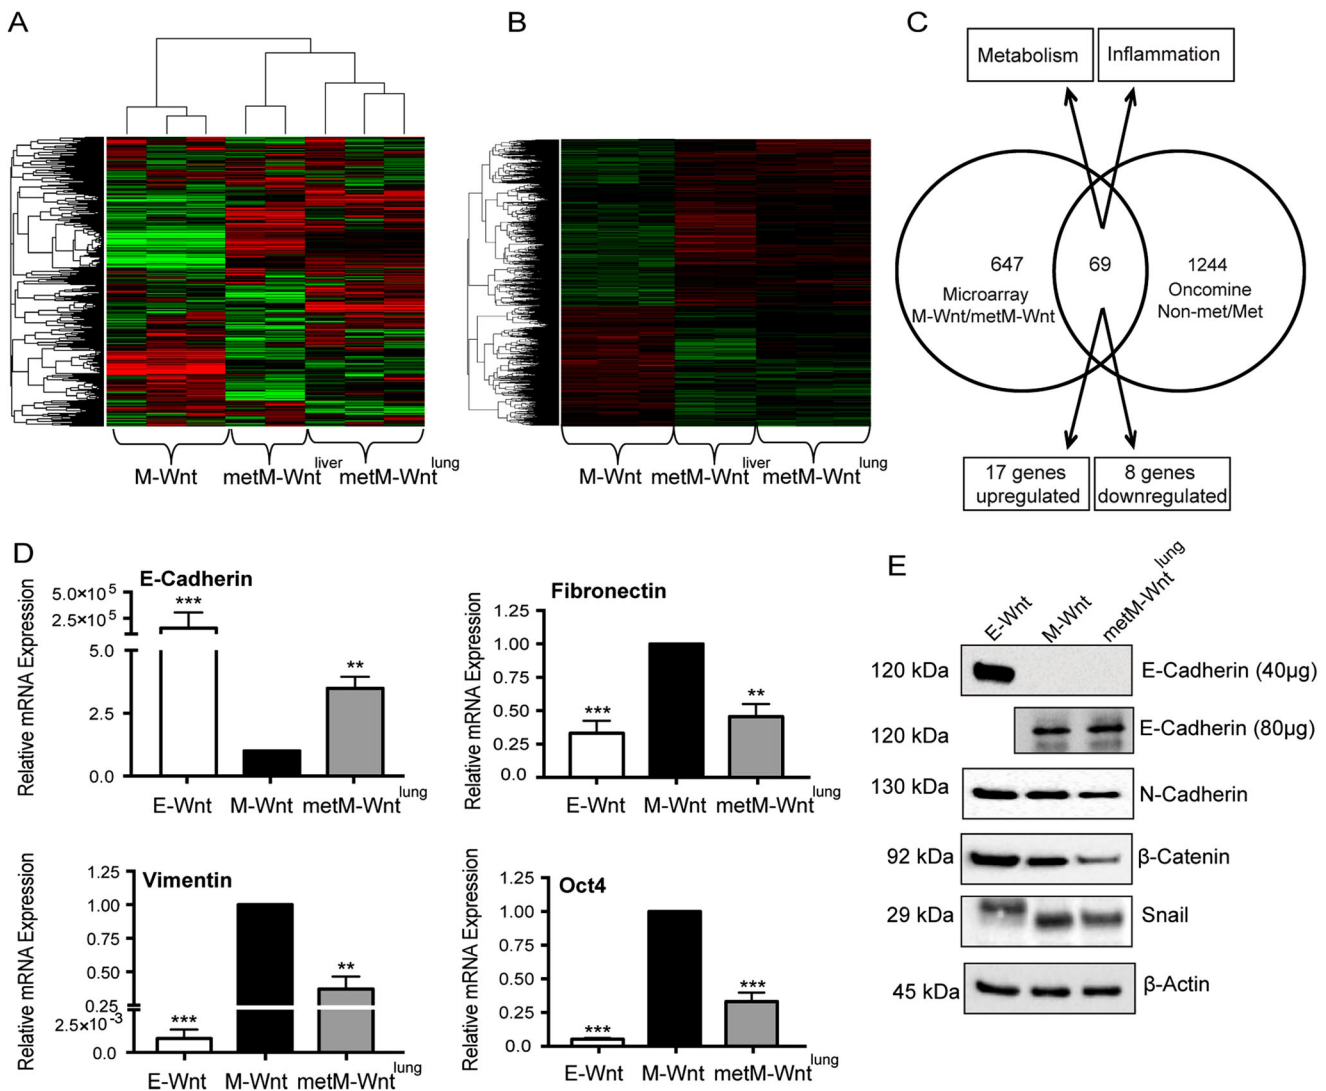 A
B
C
Metabolism
Inflammation
647
69
1244
Microarray
M-Wnt/metM-Wnt
Oncomine
Non-met/Met
17 genes
upregulated
8 genes
downregulated
M-Wnt
metM-Wnt liver
metM-Wnt lung
M-Wnt
metM-Wnt liver
metM-Wnt lung
D
E-Cadherin
Relative mRNA Expression
5.0×10^5
2.5×10^5
5.0
2.5
0.0
***
**
E-Wnt
M-Wnt
metM-Wnt lung
Fibronectin
Relative mRNA Expression
1.25
1.00
0.75
0.50
0.25
0.0
***
**
E-Wnt
M-Wnt
metM-Wnt lung
Vimentin
Relative mRNA Expression
1.25
1.00
0.75
0.50
0.25
2.5×10^-3
0.0
***
**
E-Wnt
M-Wnt
metM-Wnt lung
Oct4
Relative mRNA Expression
1.25
1.00
0.75
0.50
0.25
0.0
***
***
E-Wnt
M-Wnt
metM-Wnt lung
E
E-Wnt
M-Wnt
metM-Wnt lung
120 kDa
E-Cadherin (40µg)
120 kDa
E-Cadherin (80µg)
130 kDa
N-Cadherin
92 kDa
β-Catenin
29 kDa
Snail
45 kDa
β-Actin